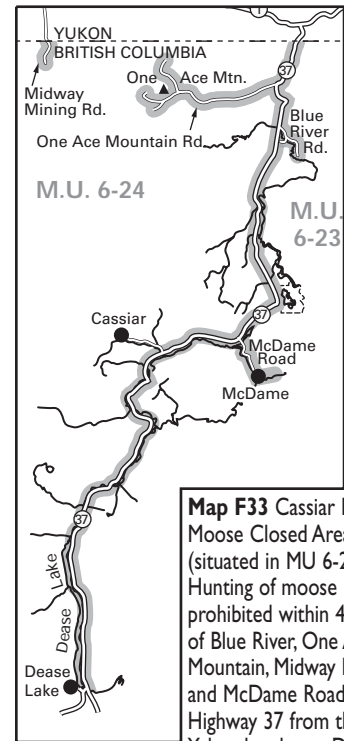 1
YUKON
BRITISH COLUMBIA
37
One Ace Mtn.
Midway
Mining Rd.
One Ace Mountain Rd.
Blue
River
Rd.
M.U. 6-24
M.U.
6-23
Cassiar
37
McDame
Road
McDame
37
Dease Lake
Dease
Lake
Map F33 Cassiar
Moose Closed Area
(situated in MU 6-2
Hunting of moose
prohibited within 4
of Blue River, One
Mountain, Midway
and McDame Road
Highway 37 from